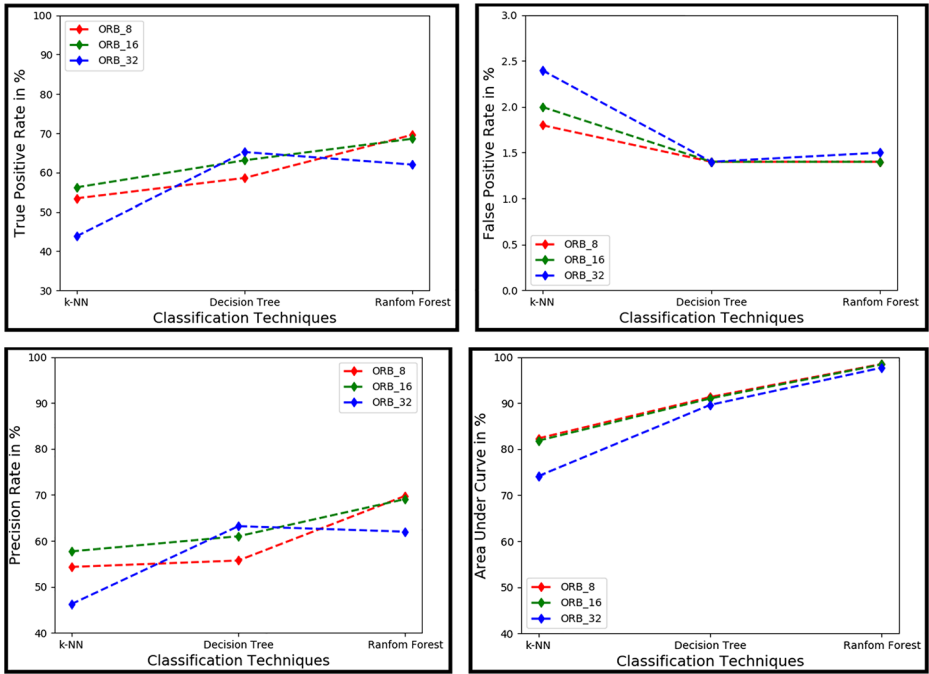 True Positive Rate in %
100
90
80
70
60
50
40
30
ORB_8
ORB_16
ORB_32
k-NN Decision Tree Ranfom Forest
Classification Techniques
False Positive Rate in %
3.0
2.5
2.0
1.5
1.0
0.5
0.0
ORB_8
ORB_16
ORB_32
k-NN Decision Tree Ranfom Forest
Classification Techniques
Precision Rate in %
100
90
80
70
60
50
40
ORB_8
ORB_16
ORB_32
k-NN Decision Tree Ranfom Forest
Classification Techniques
Area Under Curve in %
100
90
80
70
60
50
40
ORB_8
ORB_16
ORB_32
k-NN Decision Tree Ranfom Forest
Classification Techniques